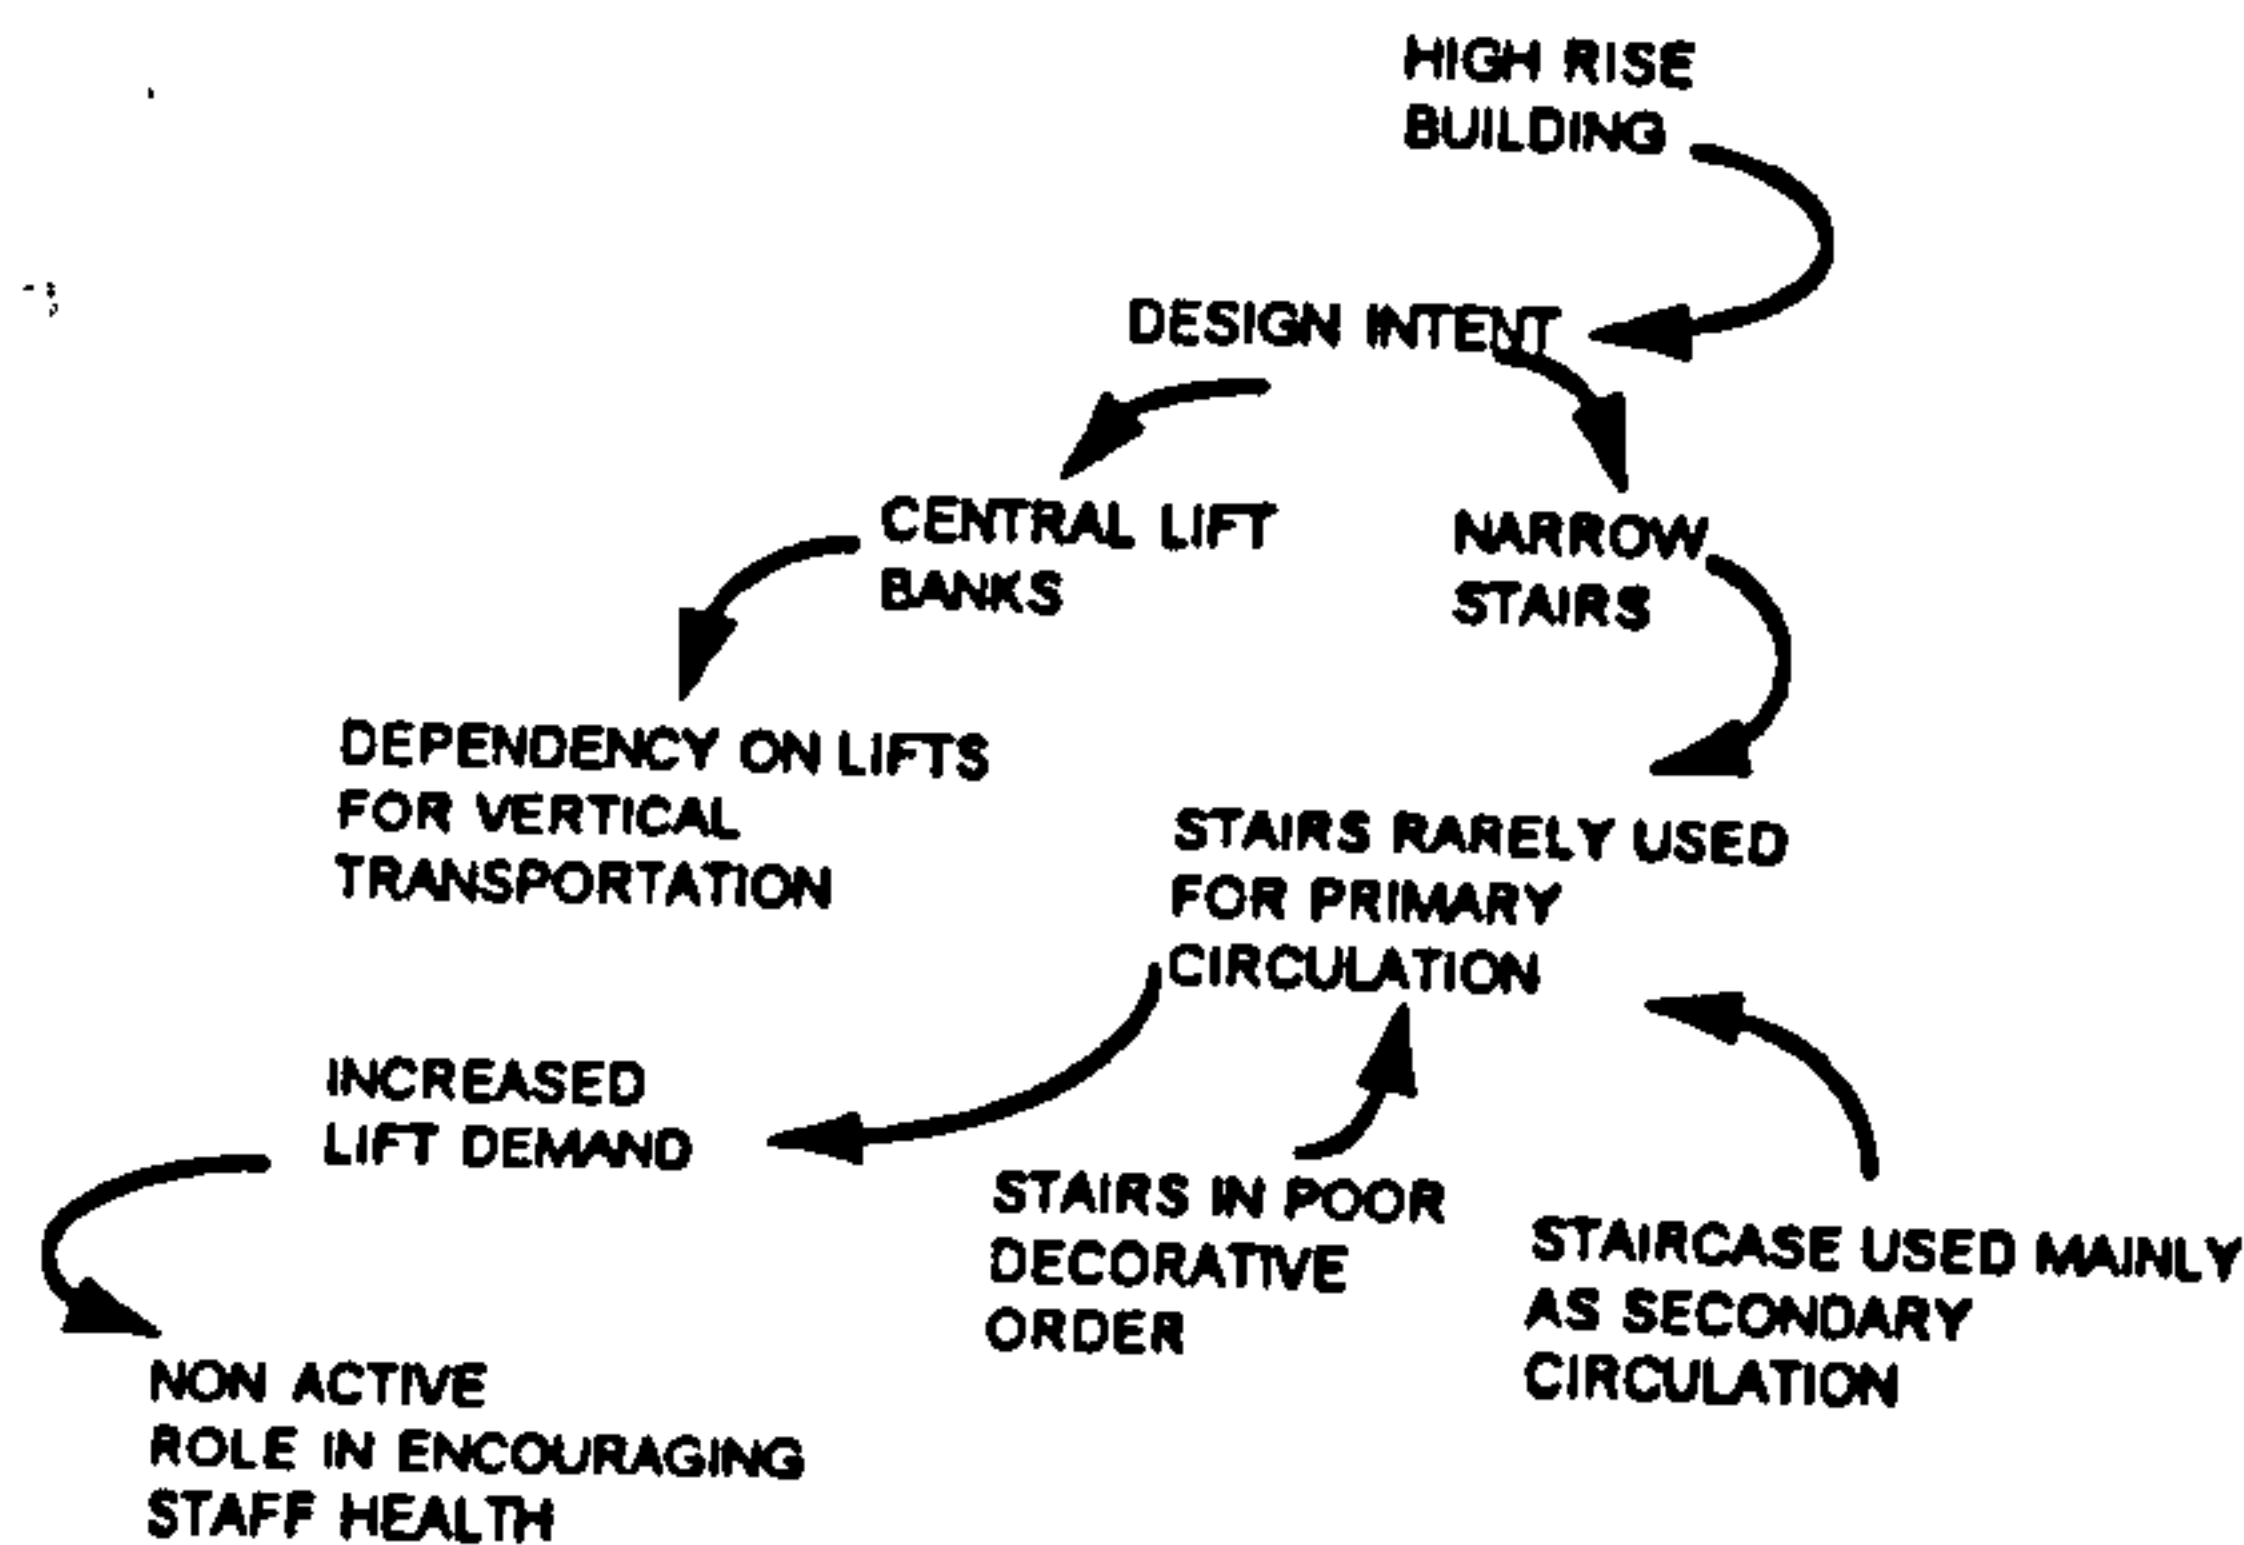 HIGH RISE
BUILDING
DESIGN INTENT
CENTRAL LIFT
BANKS
NARROW
STAIRS
DEPENDENCY ON LIFTS
FOR VERTICAL
TRANSPORTATION
STAIRS RARELY USED
FOR PRIMARY
CIRCULATION
INCREASED
LIFT DEMAND
STAIRS IN POOR
DECORATIVE
ORDER
STAIRCASE USED MAINLY
AS SECONDARY
CIRCULATION
NON ACTIVE
ROLE IN ENCOURAGING
STAFF HEALTH